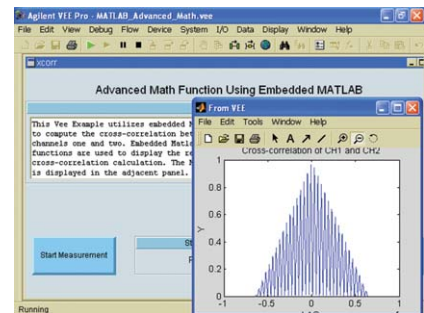 Agilent VEE Pro - MATLAB_Advanced_Math.vee
File Edit View Debug Flow Device System I/O Data Display Window Help
xcorr
Advanced Math Function Using Embedded MATLAB
This Vee Example utilizes embedded M
to compute the cross-correlation bet
channels one and two. Embedded Matl
functions are used to display the re
cross-correlation calculation. The M
is displayed in the adjacent panel.
Start Measurement
St
From VEE
File Edit Tools Window Help
Cross-correlation of CH1 and CH2
Y
1
0.8
0.6
0.4
0.2
0
-1 -0.5 0 0.5 1
Running